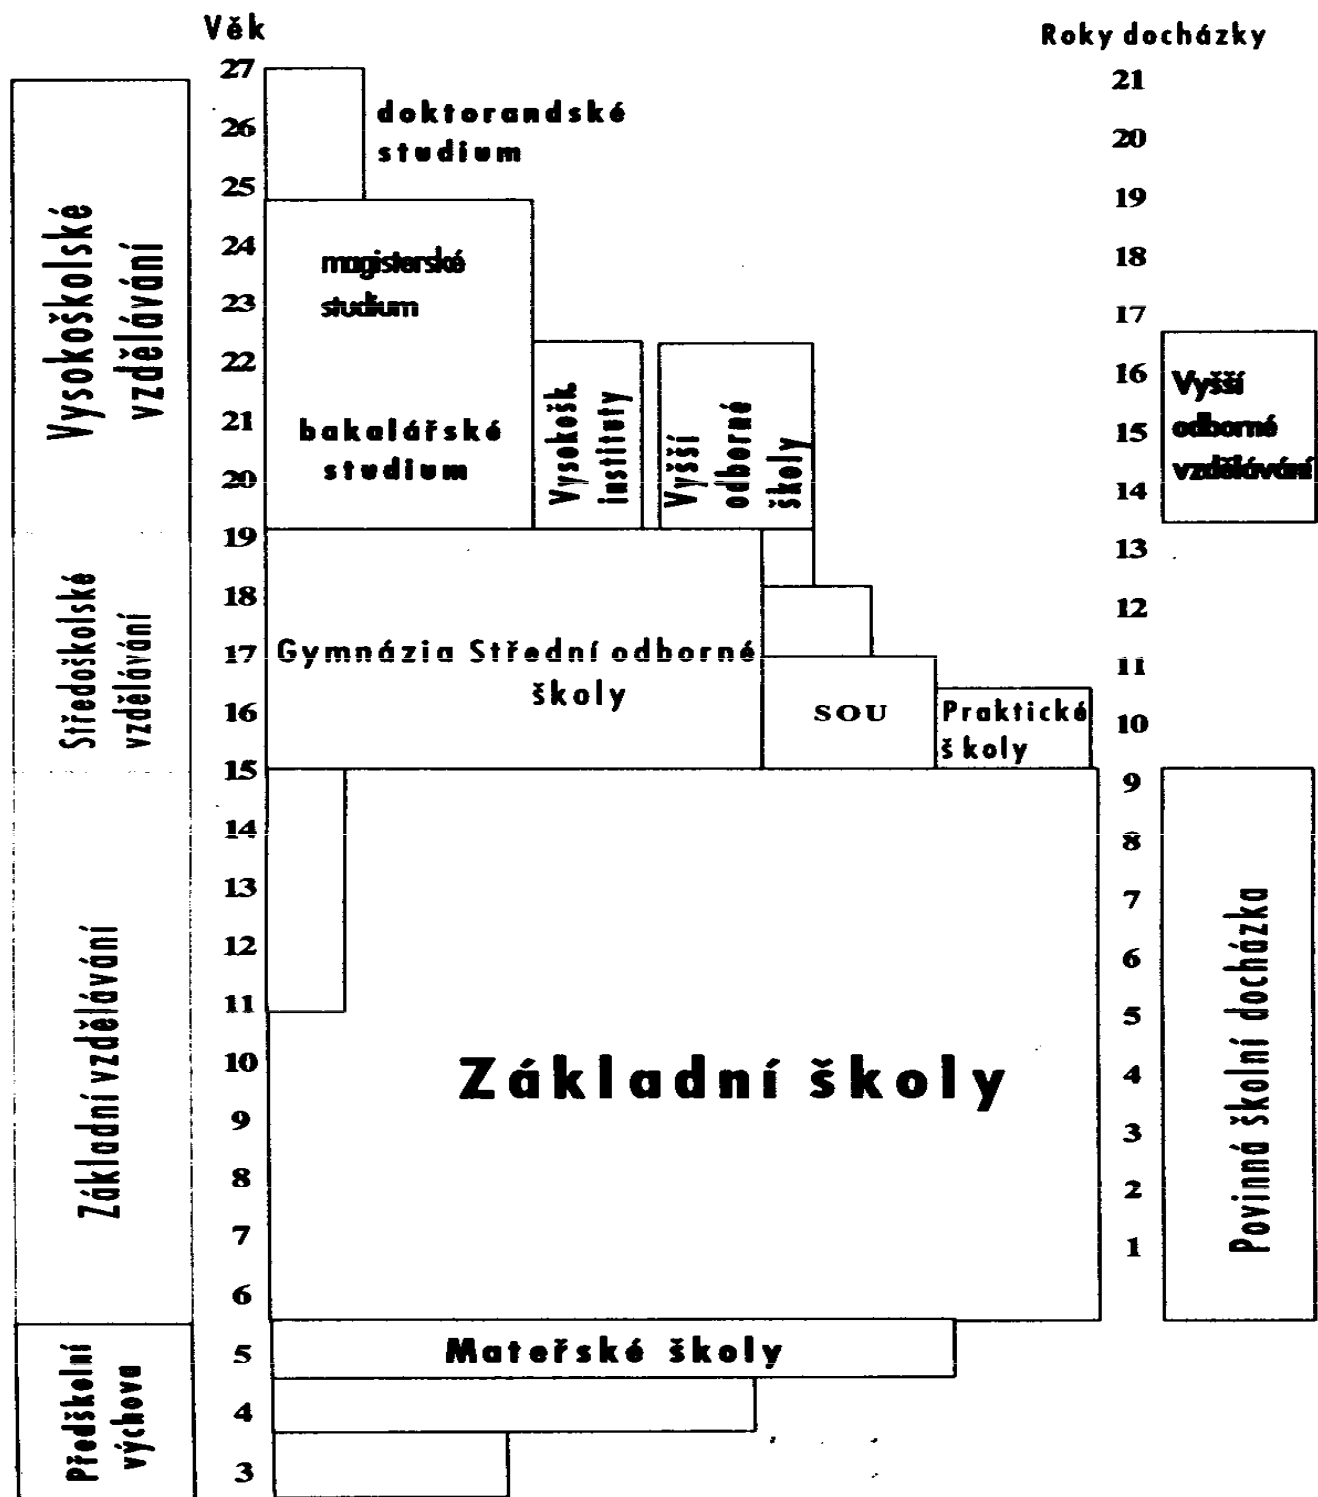 Věk
Roky docházky
27
26
25
24
23
22
21
20
19
18
17
16
15
14
13
12
11
10
9
8
7
6
5
4
3
21
20
19
18
17
16
15
14
13
12
11
10
9
8
7
6
5
4
3
2
1
Vysokoškolské
vzdělávání
Středoškolské
vzdělávání
Základní vzdělávání
Předškolní
výchova
doktorandské
studium
magisterské
studium
bakalářské
studium
Vysokošk.
instituty
Vyšší
odborné
školy
Gymnázia Střední odborné
školy
SOU
Praktické
školy
Základní školy
Mateřské školy
Vyšší
odborné
vzdělávání
Povinná školní docházka